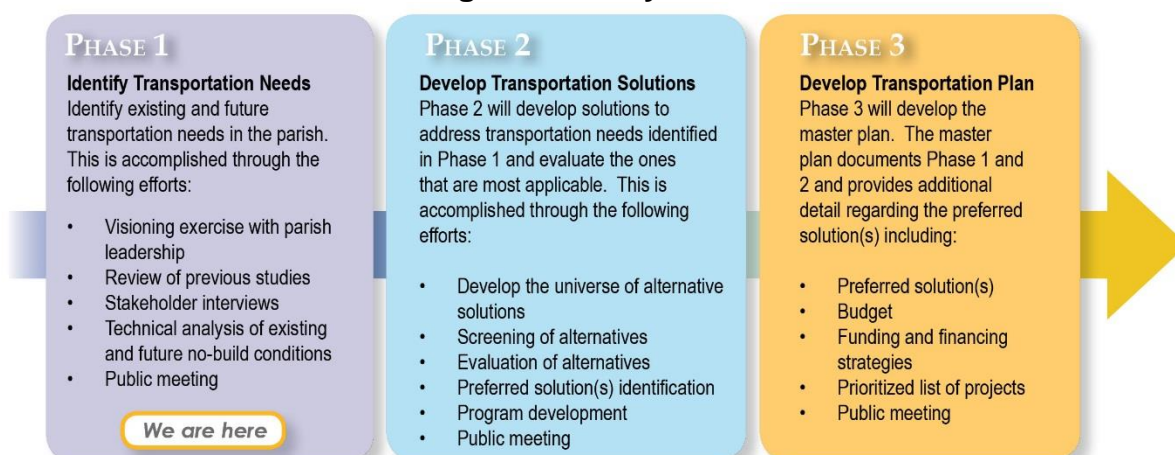 PHASE 1
Identify Transportation Needs
Identify existing and future
transportation needs in the parish.
This is accomplished through the
following efforts:
• Visioning exercise with parish
leadership
• Review of previous studies
• Stakeholder interviews
• Technical analysis of existing
and future no-build conditions
• Public meeting
We are here
PHASE 2
Develop Transportation Solutions
Phase 2 will develop solutions to
address transportation needs identified
in Phase 1 and evaluate the ones
that are most applicable. This is
accomplished through the following
efforts:
• Develop the universe of alternative
solutions
• Screening of alternatives
• Evaluation of alternatives
• Preferred solution(s) identification
• Program development
• Public meeting
PHASE 3
Develop Transportation Plan
Phase 3 will develop the
master plan. The master
plan documents Phase 1 and
2 and provides additional
detail regarding the preferred
solution(s) including:
• Preferred solution(s)
• Budget
• Funding and financing
strategies
• Prioritized list of projects
• Public meeting